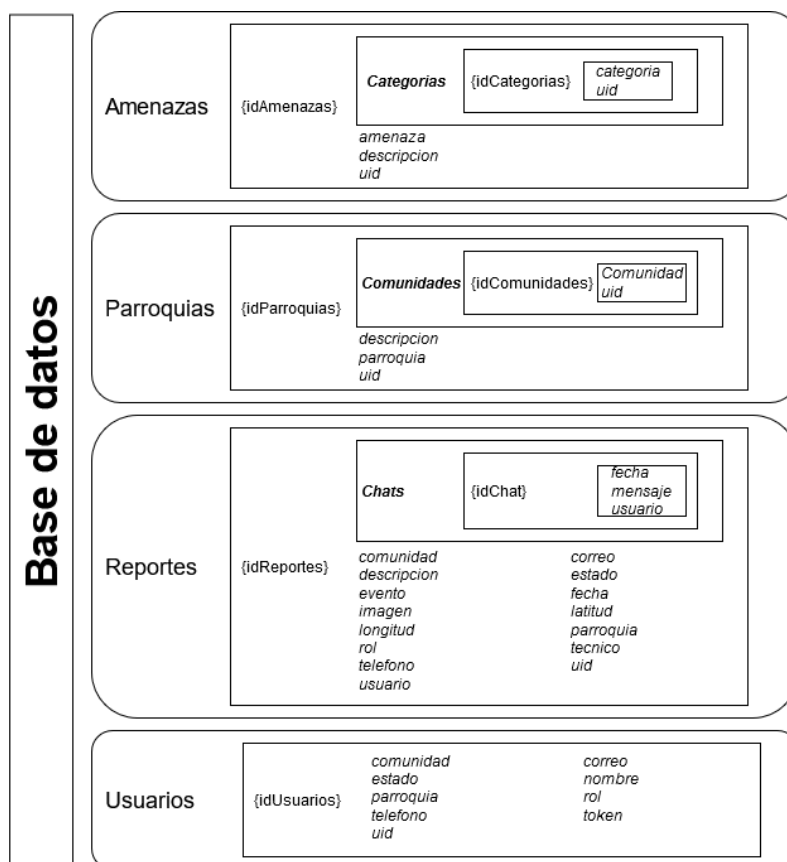 Base de datos
Amenazas
{idAmenazas}
Categorias
{idCategorias}
categoria
uid
amenaza
descripcion
uid
Parroquias
{idParroquias}
Comunidades
{idComunidades}
Comunidad
uid
descripcion
parroquia
uid
Reportes
{idReportes}
Chats
{idChat}
fecha
mensaje
usuario
comunidad
descripcion
evento
imagen
longitud
rol
telefono
usuario
correo
estado
fecha
latitud
parroquia
tecnico
uid
Usuarios
{idUsuarios}
comunidad
estado
parroquia
telefono
uid
correo
nombre
rol
token